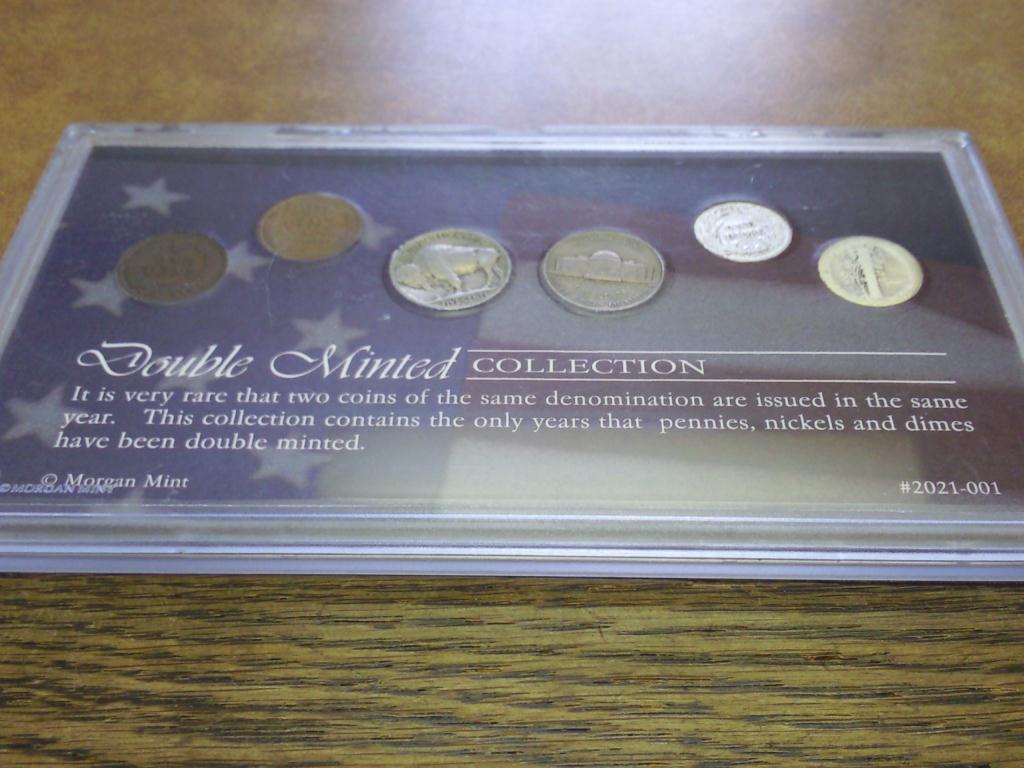 Double Minted COLLECTION
It is very rare that two coins of the same denomination are issued in the same
year. This collection contains the only years that pennies, nickels and dimes
have been double minted.
© Morgan Mint
© MORGAN MINT
#2021-001